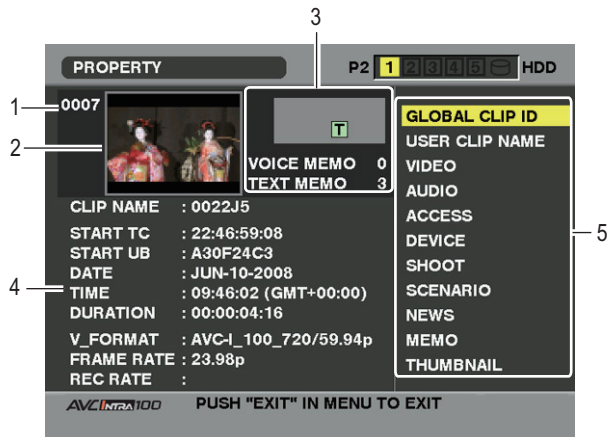 3
PROPERTY P2 1 2 3 4 5 HDD
1
0007
2
T
VOICE MEMO 0
TEXT MEMO 3
CLIP NAME : 0022J5
START TC : 22:46:59:08
START UB : A30F24C3
DATE : JUN-10-2008
4
TIME : 09:46:02 (GMT+00:00)
DURATION : 00:00:04:16
V_FORMAT : AVC-I_100_720/59.94p
FRAME RATE : 23.98p
REC RATE :
GLOBAL CLIP ID
USER CLIP NAME
VIDEO
AUDIO
ACCESS
DEVICE
5
SHOOT
SCENARIO
NEWS
MEMO
THUMBNAIL
AVC INTRA 100 PUSH "EXIT" IN MENU TO EXIT